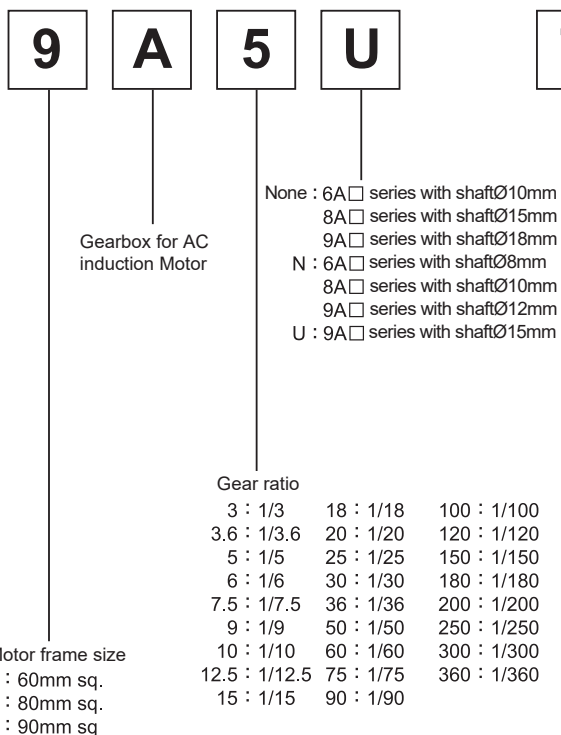 9 A 5 U
None : 6A□ series with shaftØ10mm
8A□ series with shaftØ15mm
9A□ series with shaftØ18mm
N : 6A□ series with shaftØ8mm
8A□ series with shaftØ10mm
9A□ series with shaftØ12mm
U : 9A□ series with shaftØ15mm
Gearbox for AC
induction Motor
Gear ratio
3 : 1/3 18 : 1/18 100 : 1/100
3.6 : 1/3.6 20 : 1/20 120 : 1/120
5 : 1/5 25 : 1/25 150 : 1/150
6 : 1/6 30 : 1/30 180 : 1/180
7.5 : 1/7.5 36 : 1/36 200 : 1/200
9 : 1/9 50 : 1/50 250 : 1/250
10 : 1/10 60 : 1/60 300 : 1/300
12.5 : 1/12.5 75 : 1/75 360 : 1/360
15 : 1/15 90 : 1/90
otor frame size
: 60mm sq.
: 80mm sq.
: 90mm sq